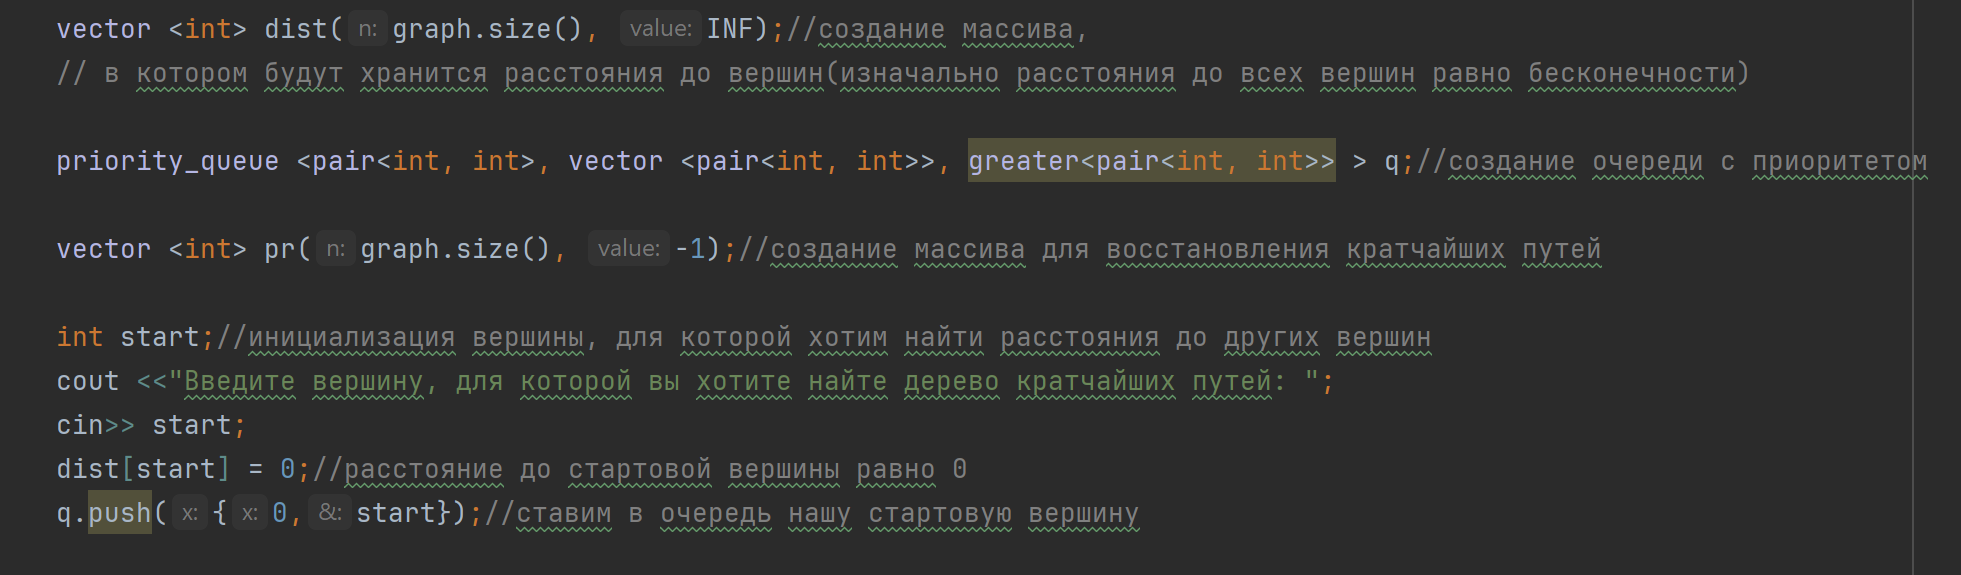 vector <int> dist( n: graph.size(), value: INF);//создание массива,
// в котором будут хранится расстояния до вершин(изначально расстояния до всех вершин равно бесконечности)
priority_queue <pair<int, int>, vector <pair<int, int>>, greater<pair<int, int>> > q;//создание очереди с приоритетом
vector <int> pr( n: graph.size(), value: -1);//создание массива для восстановления кратчайших путей
int start;//инициализация вершины, для которой хотим найти расстояния до других вершин
cout <<"Введите вершину, для которой вы хотите найте дерево кратчайших путей: ";
cin>> start;
dist[start] = 0;//расстояние до стартовой вершины равно 0
q.push( x: { x: 0, &: start});//ставим в очередь нашу стартовую вершину